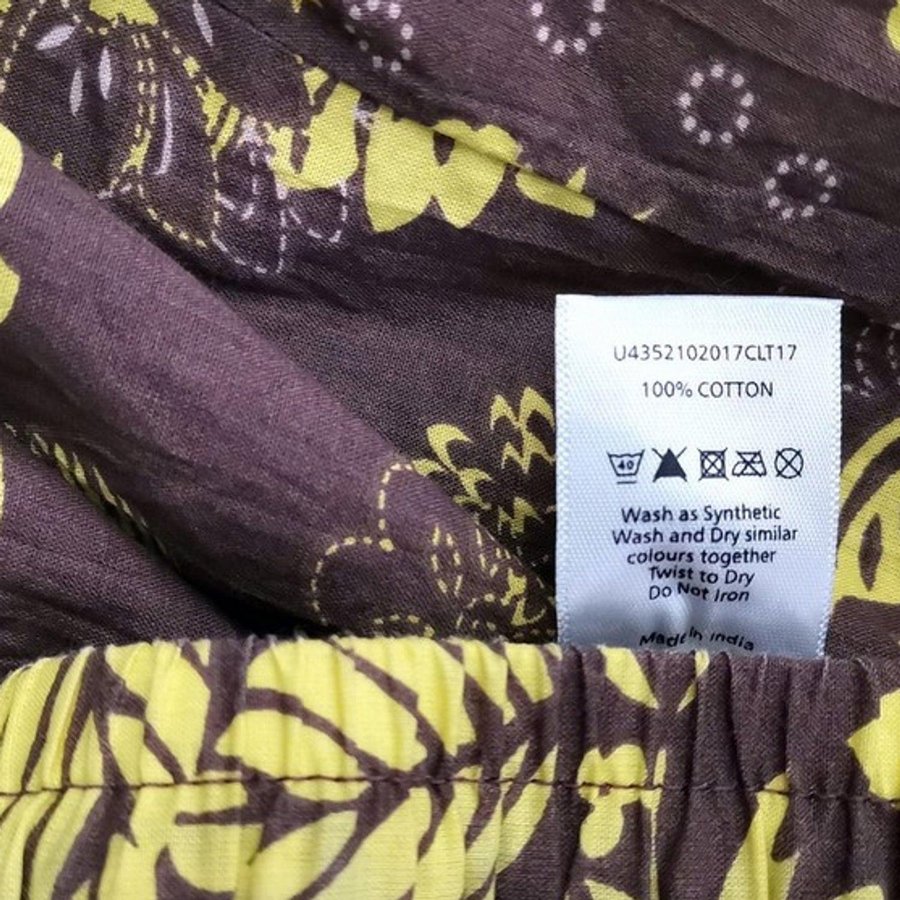 U4352102017CLT17
100% COTTON
40
Wash as Synthetic
Wash and Dry similar
colours together
Twist to Dry
Do Not Iron
Made in India